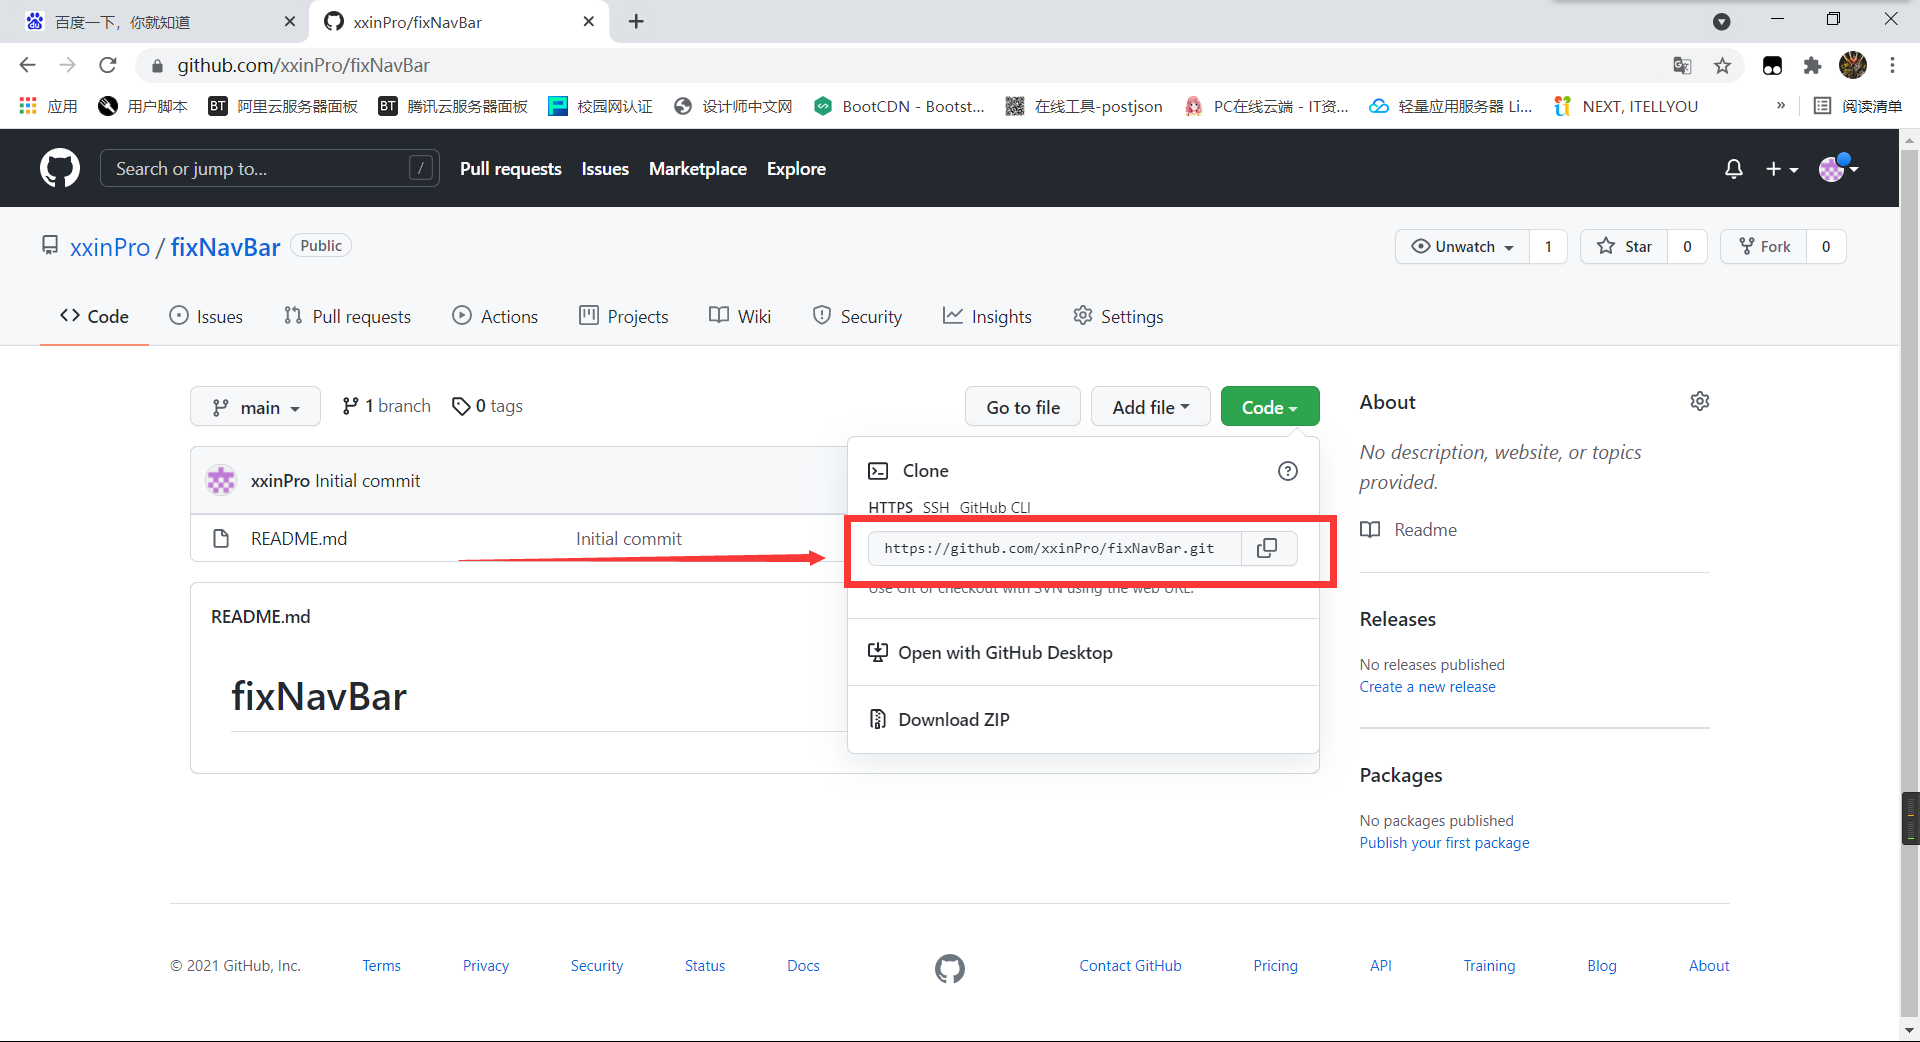 百度一下，你就知道
xxinPro/fixNavBar
github.com/xxinPro/fixNavBar
应用
用户脚本
BT 阿里云服务器面板
BT 腾讯云服务器面板
校园网认证
设计师中文网
BootCDN - Bootst...
在线工具-postjson
PC在线云端 - IT资...
轻量应用服务器 Li...
NEXT, ITELLYOU
»
阅读清单
Search or jump to... /
Pull requests Issues Marketplace Explore
xxinPro / fixNavBar Public
Unwatch 1 Star 0 Fork 0
Code Issues Pull requests Actions Projects Wiki Security Insights Settings
main 1 branch 0 tags
Go to file Add file Code
xxinPro Initial commit
README.md Initial commit
README.md
fixNavBar
Clone
HTTPS SSH GitHub CLI
https://github.com/xxinPro/fixNavBar.git
Use Git or checkout with SVN using the web URL.
Open with GitHub Desktop
Download ZIP
About
No description, website, or topics
provided.
Readme
Releases
No releases published
Create a new release
Packages
No packages published
Publish your first package
© 2021 GitHub, Inc. Terms Privacy Security Status Docs Contact GitHub Pricing API Training Blog About